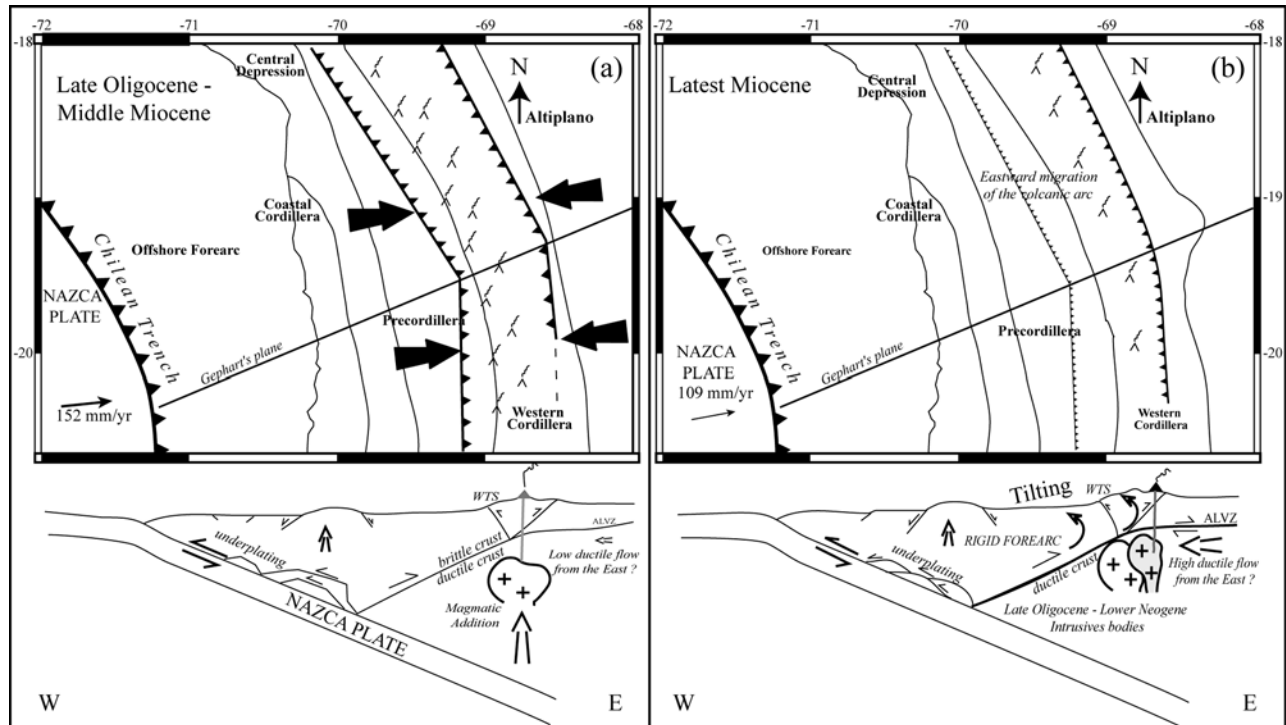 -72
-71
-70
-69
-68
-18
-20
Late Oligocene -
Middle Miocene
Central
Depression
(a)
N
Altiplano
Coastal
Cordillera
Offshore Forearc
Chilean Trench
NAZCA
PLATE
152 mm/yr
Gephart's plane
Precordillera
Western
Cordillera
WTS
ALVZ
underplating
brittle crust
ductile crust
Low ductile flow
from the East ?
Magmatic
Addition
NAZCA PLATE
W
E
-72
-71
-70
-69
-68
-18
-19
-20
Latest Miocene
Central
Depression
(b)
N
Altiplano
Eastward migration
of the volcanic arc
Coastal
Cordillera
Offshore Forearc
Chilean Trench
NAZCA
PLATE
109 mm/yr
Gephart's plane
Precordillera
Western
Cordillera
Tilting
WTS
ALVZ
RIGID FOREARC
underplating
ductile crust
High ductile flow
from the East ?
Late Oligocene - Lower Neogene
Intrusives bodies
W
E